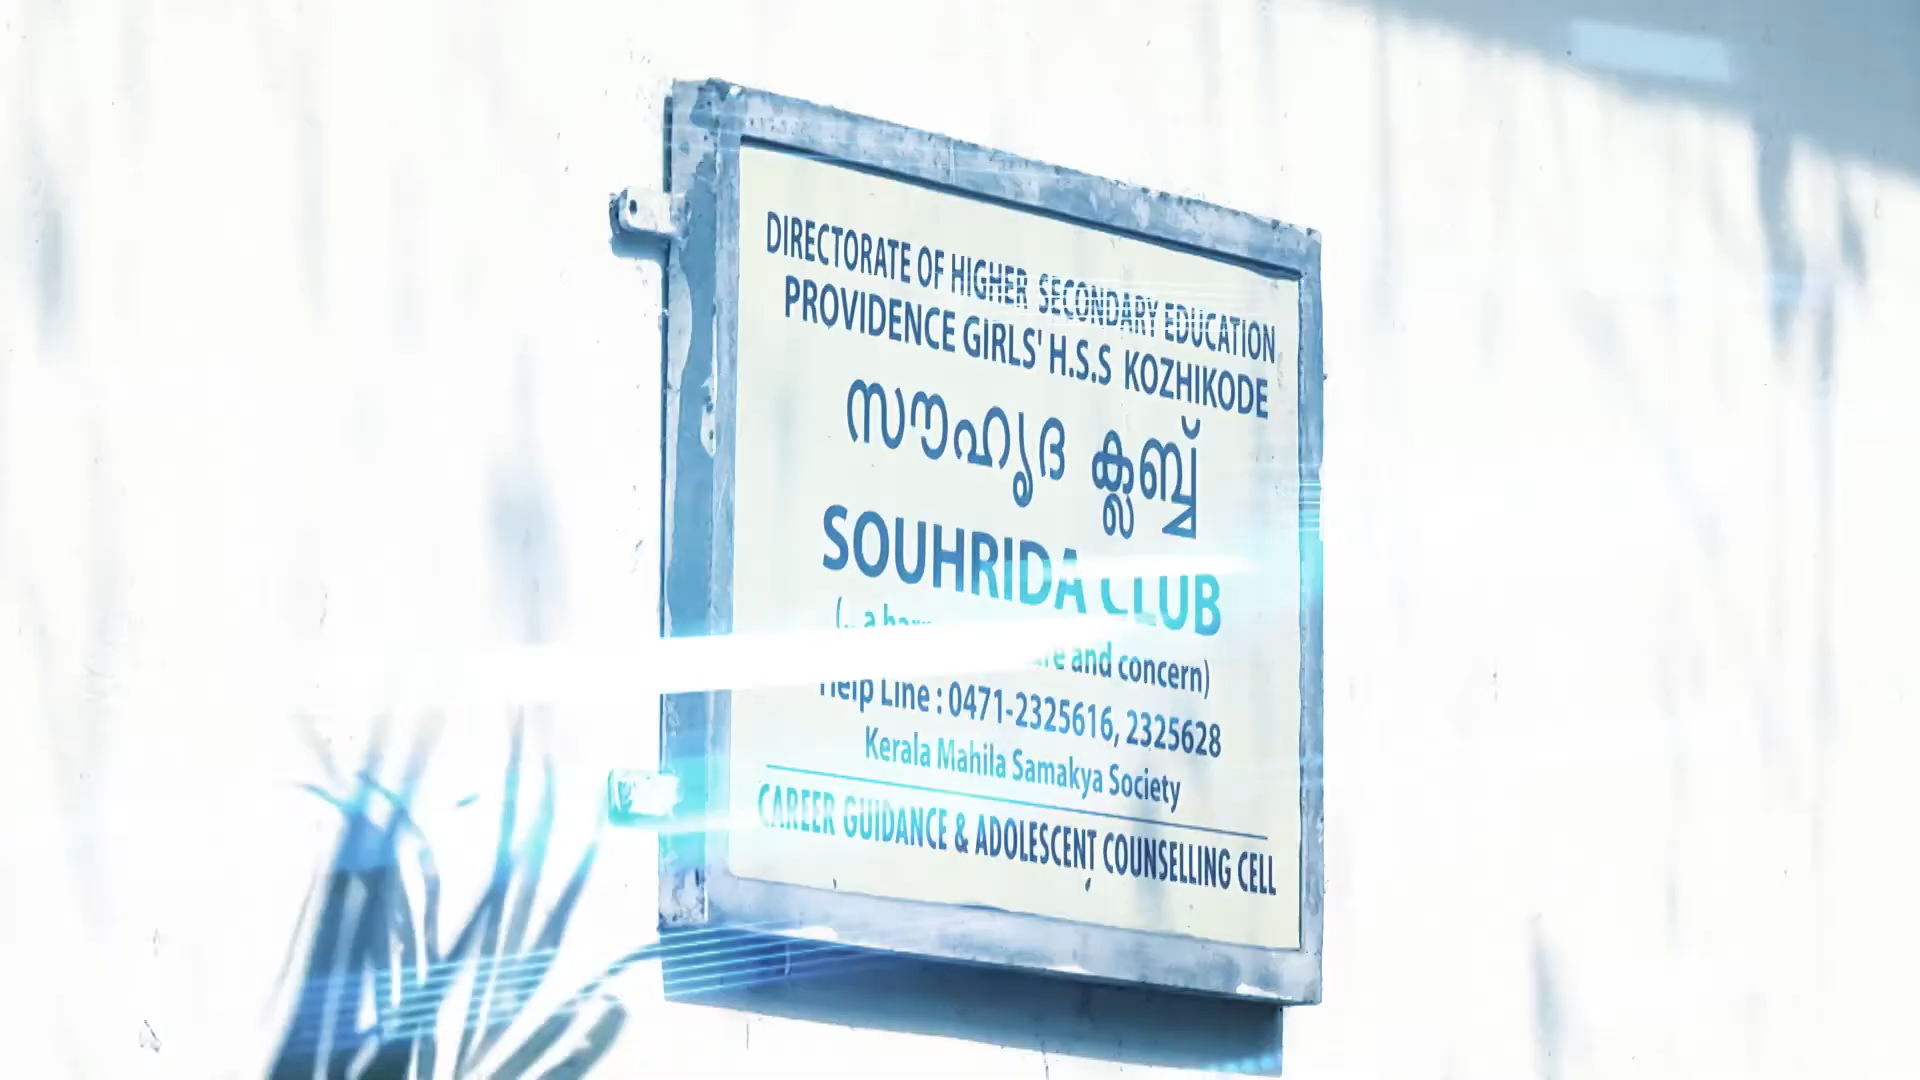 DIRECTORATE OF HIGHER SECONDARY EDUCATION
PROVIDENCE GIRLS' H.S.S KOZHIKODE
സൗഹൃദ ക്ലബ്ബ്
SOUHRIDA CLUB
(.. a and concern)
Help Line : 0471-2325616, 2325628
Kerala Mahila Samakya Society
CAREER GUIDANCE & ADOLESCENT COUNSELLING CELL